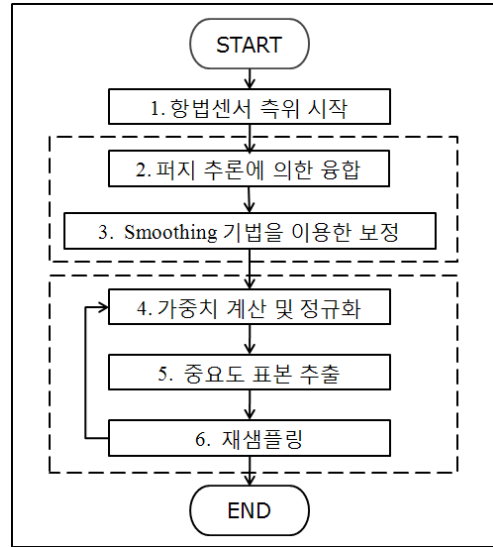 START
1. 항법센서 측위 시작
2. 퍼지 추론에 의한 융합
3. Smoothing 기법을 이용한 보정
4. 가중치 계산 및 정규화
5. 중요도 표본 추출
6. 재샘플링
END